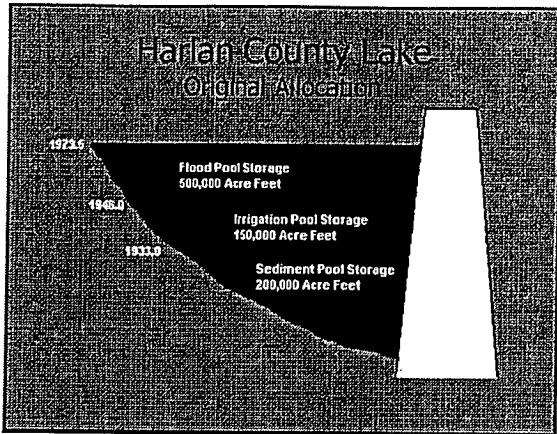 Harlan County Lake
Original Allocation
1973.5
Flood Pool Storage
500,000 Acre Feet
1946.0
Irrigation Pool Storage
150,000 Acre Feet
1933.0
Sediment Pool Storage
200,000 Acre Feet